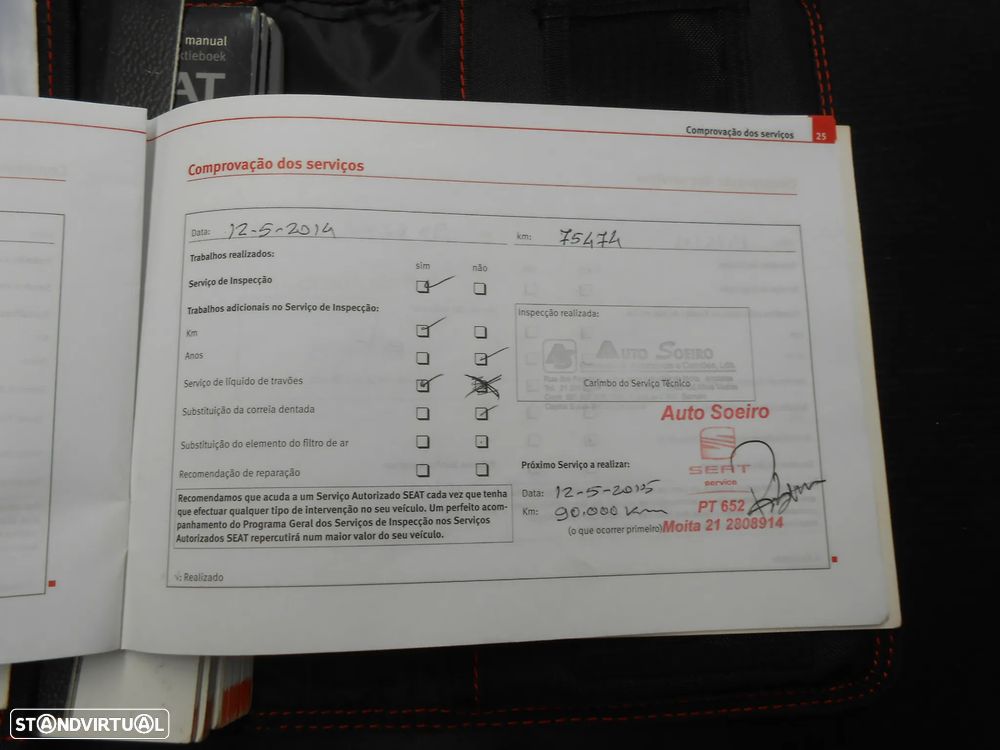 manual
ktieboek
AT
Comprovação dos serviços 25
Comprovação dos serviços
Data: 12-5-2014 km: 75474
Trabalhos realizados:
sim não
Serviço de Inspecção
Trabalhos adicionais no Serviço de Inspecção:
Km
Anos
Serviço de líquido de travões
Substituição da correia dentada
Substituição do elemento do filtro de ar
Recomendação de reparação
Inspecção realizada:
AS AUTO SOEIRO
Carimbo do Serviço Técnico
Auto Soeiro
SEAT
service
PT 652
Moita 21 2808914
Próximo Serviço a realizar:
Data: 12-5-2015
Km: 90.000 Km
(o que ocorrer primeiro)
Recomendamos que acuda a um Serviço Autorizado SEAT cada vez que tenha
que efectuar qualquer tipo de intervenção no seu veículo. Um perfeito acom-
panhamento do Programa Geral dos Serviços de Inspecção nos Serviços
Autorizados SEAT repercutirá num maior valor do seu veículo.
√: Realizado
STANDVIRTUAL